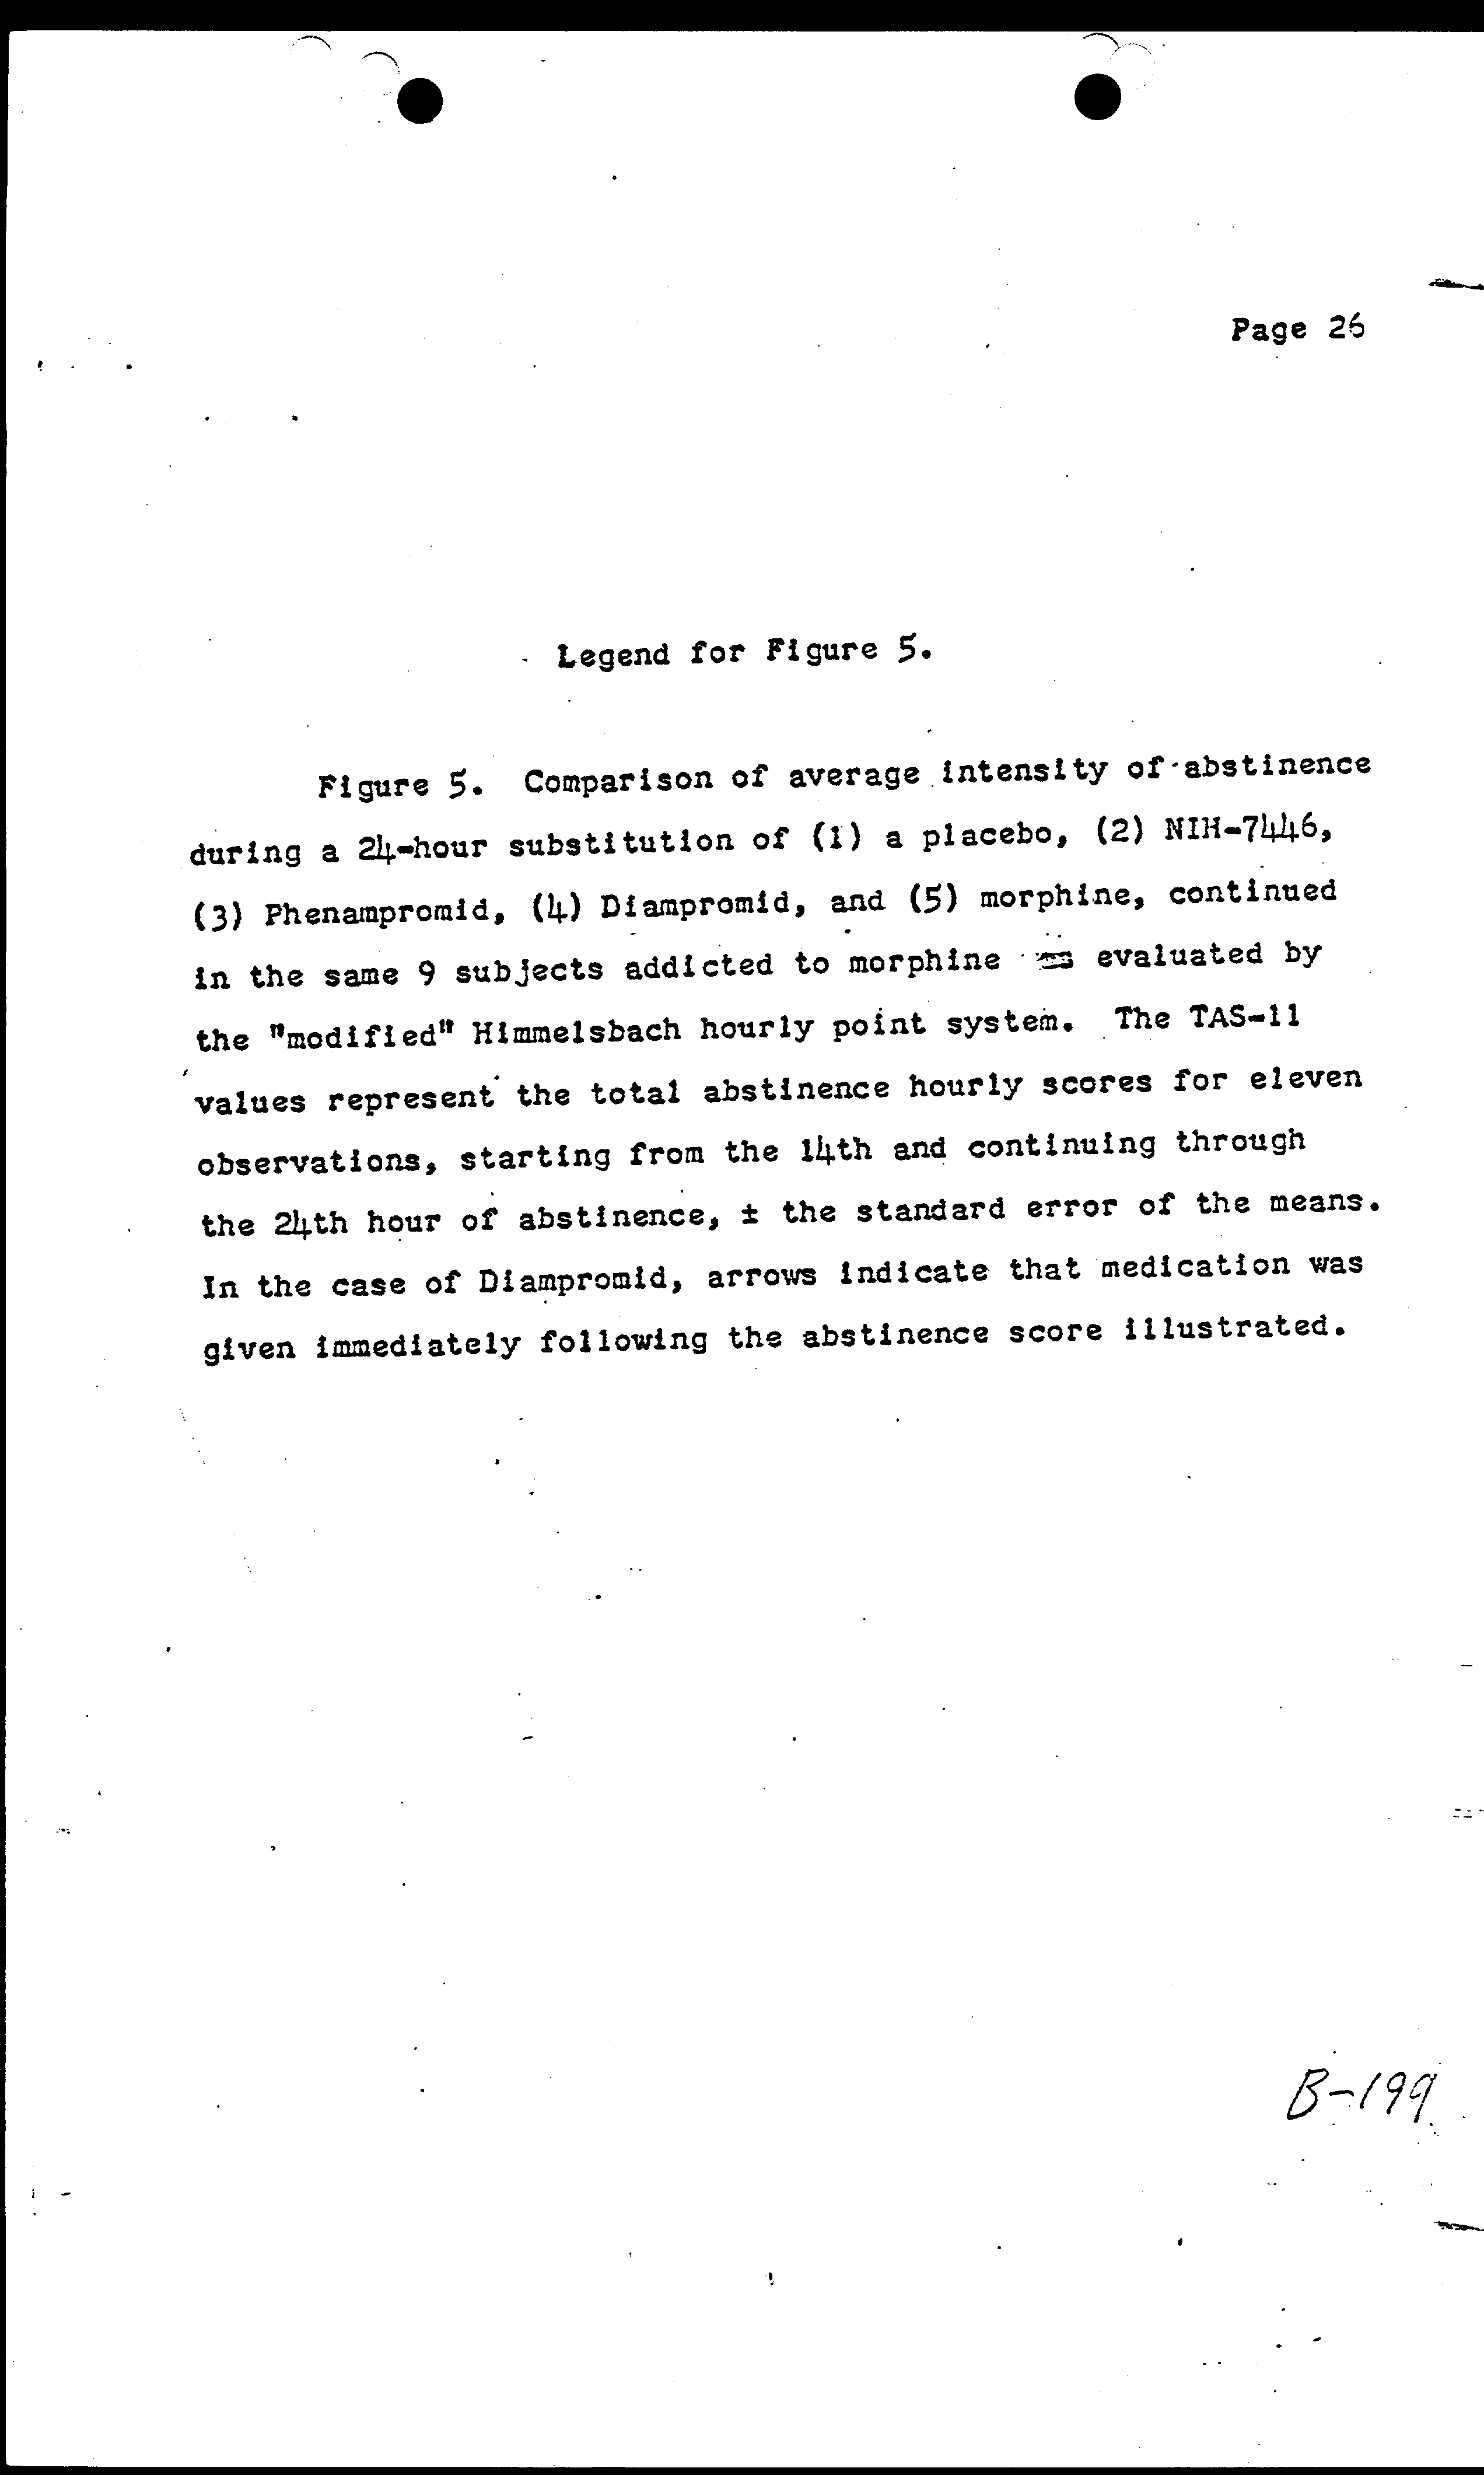 Page 26
Legend for Figure 5.
Figure 5. Comparison of average intensity of abstinence
during a 24-hour substitution of (1) a placebo, (2) NIH-7446,
(3) Phenampromid, (4) Diampromid, and (5) morphine, continued
in the same 9 subjects addicted to morphine evaluated by
the "modified" Himmelsbach hourly point system. The TAS-11
values represent the total abstinence hourly scores for eleven
observations, starting from the 14th and continuing through
the 24th hour of abstinence, ± the standard error of the means.
In the case of Diampromid, arrows indicate that medication was
given immediately following the abstinence score illustrated.
B-199